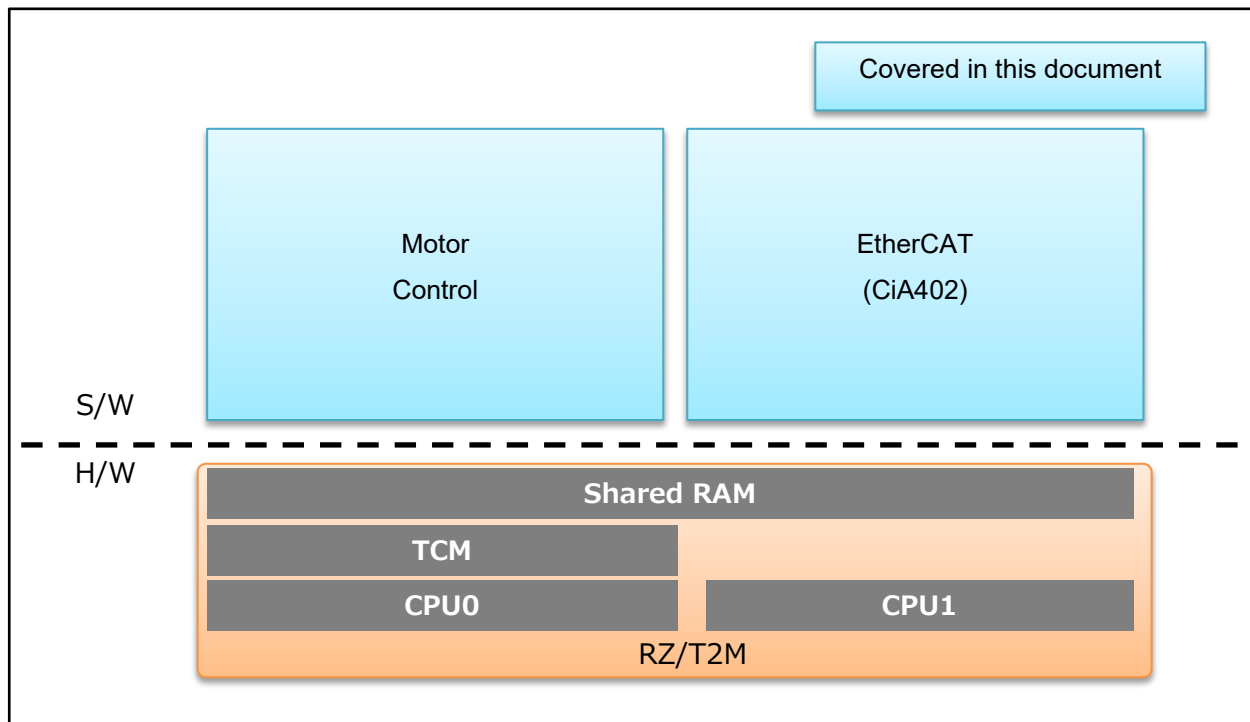 Covered in this document
Motor
Control
EtherCAT
(CiA402)
S/W
H/W
Shared RAM
TCM
CPU0
CPU1
RZ/T2M